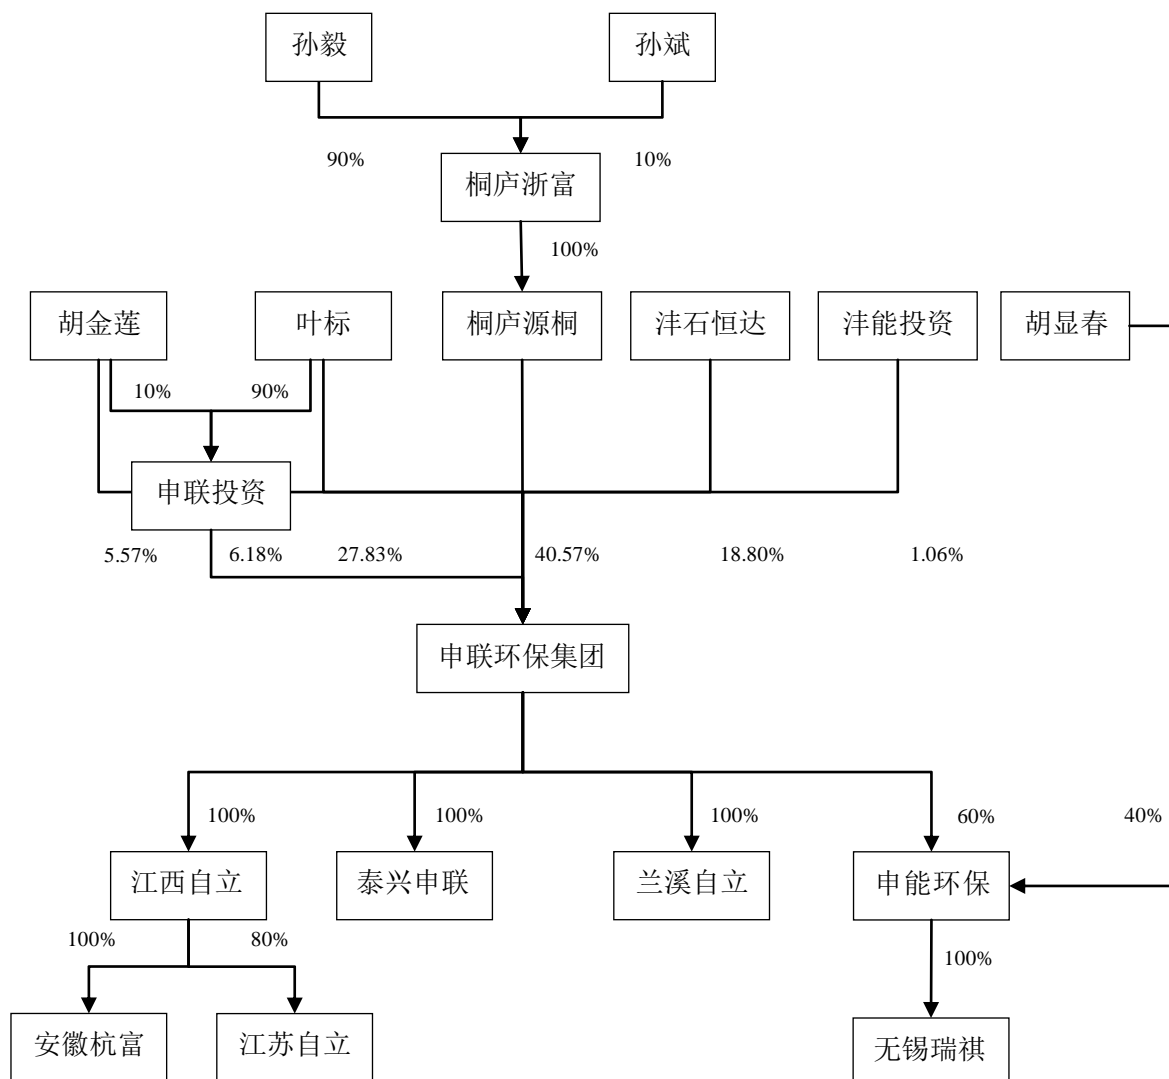 孙毅
孙斌
90%
10%
桐庐浙富
100%
胡金莲
叶标
桐庐源桐
沣石恒达
沣能投资
胡显春
10%
90%
申联投资
5.57%
6.18%
27.83%
40.57%
18.80%
1.06%
申联环保集团
100%
100%
100%
60%
40%
江西自立
泰兴申联
兰溪自立
申能环保
100%
80%
100%
安徽杭富
江苏自立
无锡瑞祺